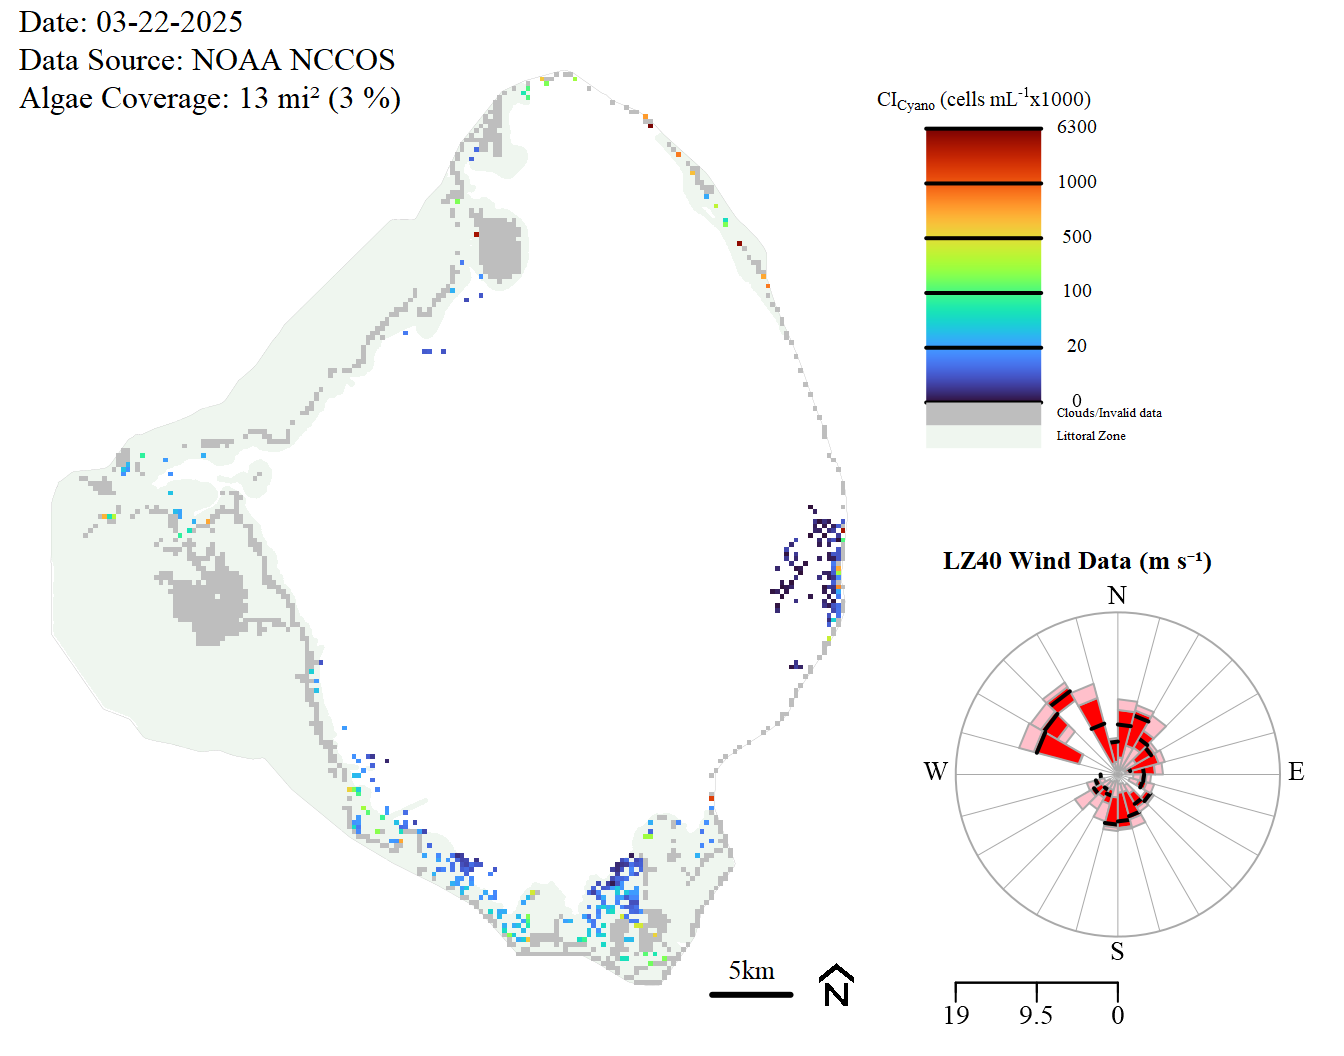 Date: 03-22-2025
Data Source: NOAA NCCOS
Algae Coverage: 13 mi² (3 %)
CI_Cyano (cells mL⁻¹x1000)
6300
1000
500
100
20
0
Clouds/Invalid data
Littoral Zone
LZ40 Wind Data (m s⁻¹)
N
W
E
S
5km
N
19 9.5 0